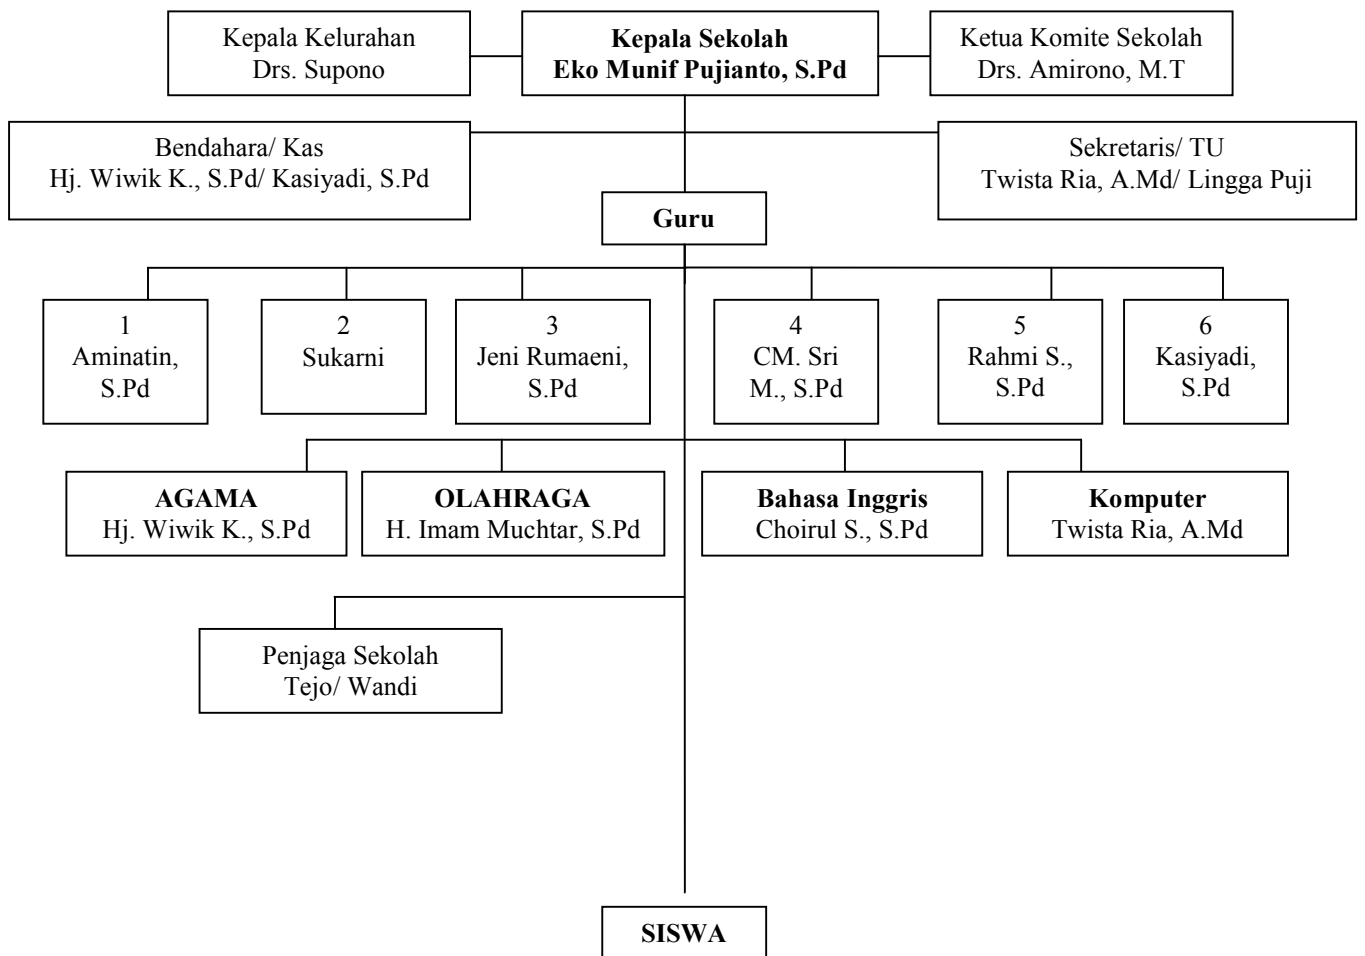 Kepala Kelurahan
Drs. Supono
Kepala Sekolah
Eko Munif Pujianto, S.Pd
Ketua Komite Sekolah
Drs. Amirono, M.T
Bendahara/ Kas
Hj. Wiwik K., S.Pd/ Kasiyadi, S.Pd
Sekretaris/ TU
Twista Ria, A.Md/ Lingga Puji
Guru
1
Aminatin,
S.Pd
2
Sukarni
3
Jeni Rumaeni,
S.Pd
4
CM. Sri
M., S.Pd
5
Rahmi S.,
S.Pd
6
Kasiyadi,
S.Pd
AGAMA
Hj. Wiwik K., S.Pd
OLAHRAGA
H. Imam Muchtar, S.Pd
Bahasa Inggris
Choirul S., S.Pd
Komputer
Twista Ria, A.Md
Penjaga Sekolah
Tejo/ Wandi
SISWA